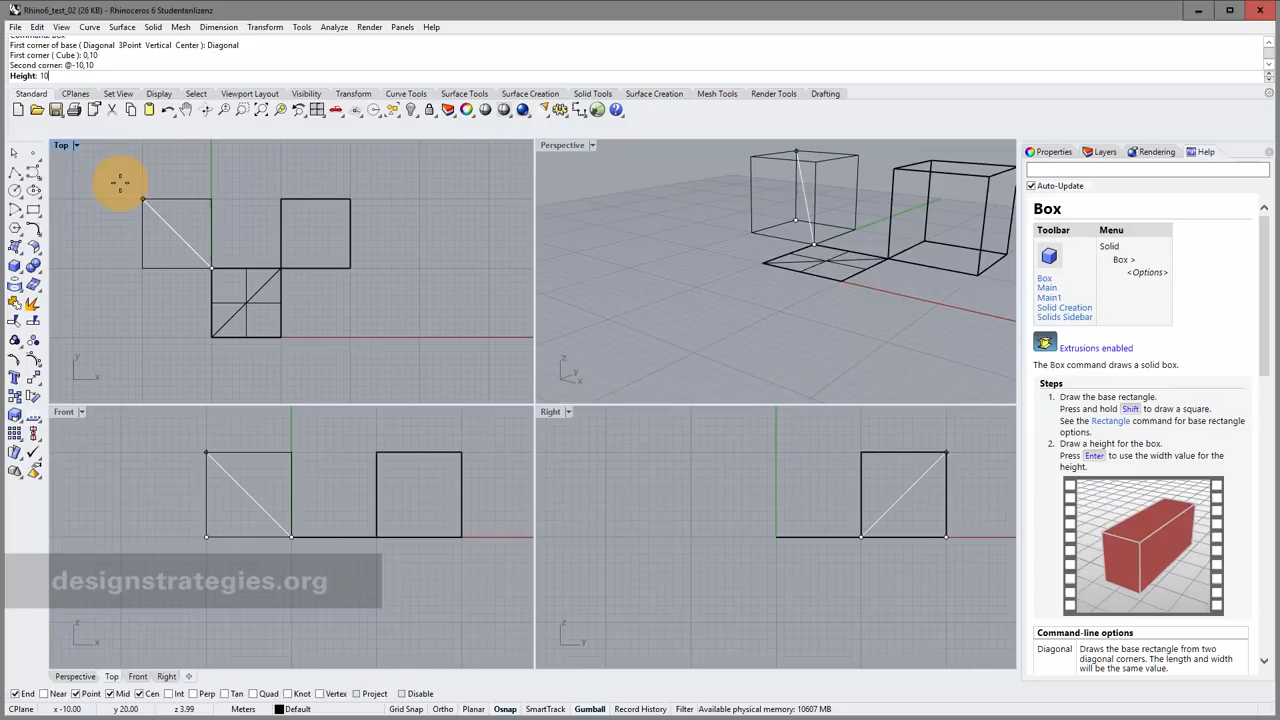 Rhino6_test_02 (26 KB) - Rhinoceros 6 Studentenlizenz
File Edit View Curve Surface Solid Mesh Dimension Transform Tools Analyze Render Panels Help
Command: Box
First corner of base ( Diagonal 3Point Vertical Center ): Diagonal
First corner ( Cube ): 0,10
Second corner: @-10,10
Height: 10
Standard CPlanes Set View Display Select Viewport Layout Visibility Transform Curve Tools Surface Tools Surface Creation Solid Tools Surface Creation Mesh Tools Render Tools Drafting
Top
Perspective
Properties Layers Rendering Help
Auto-Update
Box
Toolbar Menu
Solid
Box >
<Options>
Box
Main
Main1
Solid Creation
Solids Sidebar
Extrusions enabled
The Box command draws a solid box.
Steps
1. Draw the base rectangle.
Press and hold Shift to draw a square.
See the Rectangle command for base rectangle
options.
2. Draw a height for the box.
Press Enter to use the width value for the
height.
y
x
z
y
x
Front
Right
designstrategies.org
z
x
z
y
Command-line options
Diagonal Draws the base rectangle from two
diagonal corners. The length and width
will be the same value.
Perspective Top Front Right
End Near Point Mid Cen Int Perp Tan Quad Knot Vertex Project Disable
CPlane x -10.00 y 20.00 z 3.99 Meters Default Grid Snap Ortho Planar Osnap SmartTrack Gumball Record History Filter Available physical memory: 10607 MB